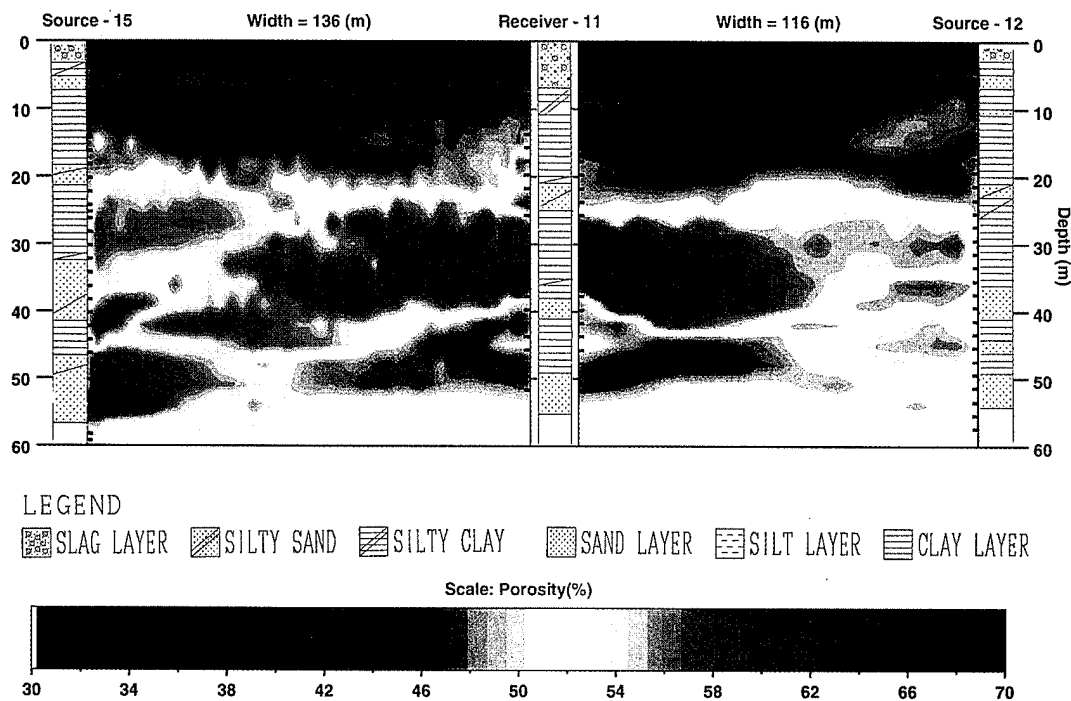 Source - 15 Width = 136 (m) Receiver - 11 Width = 116 (m) Source - 12
0 0
10 10
20 20
30 30
40 40
50 50
60 60
Depth (m)
LEGEND
SLAG LAYER SILTY SAND SILTY CLAY SAND LAYER SILT LAYER CLAY LAYER
Scale: Porosity(%)
30 34 38 42 46 50 54 58 62 66 70